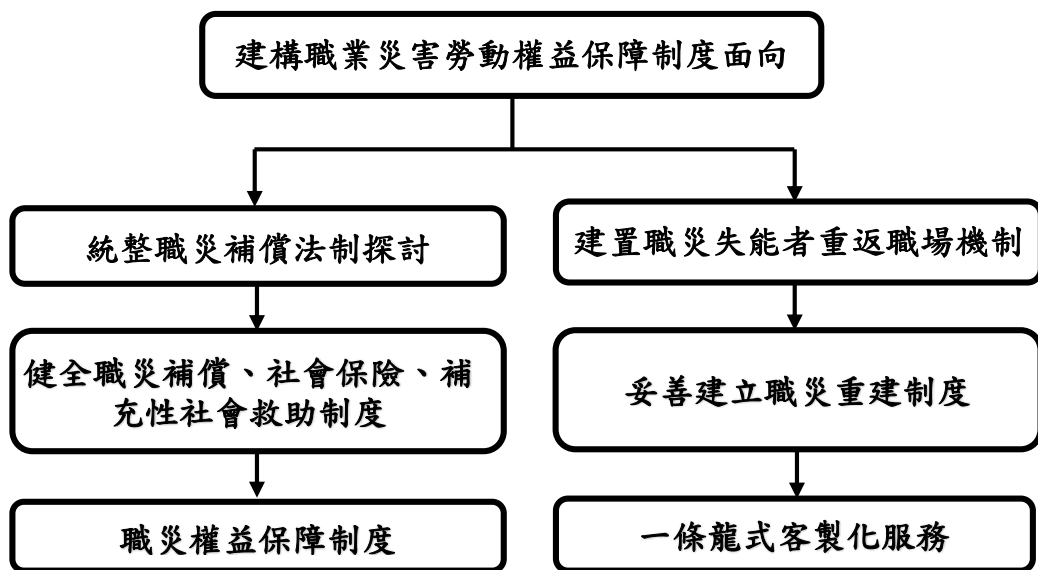 建構職業災害勞動權益保障制度面向
統整職災補償法制探討
健全職災補償、社會保險、補
充性社會救助制度
職災權益保障制度
建置職災失能者重返職場機制
妥善建立職災重建制度
一條龍式客製化服務